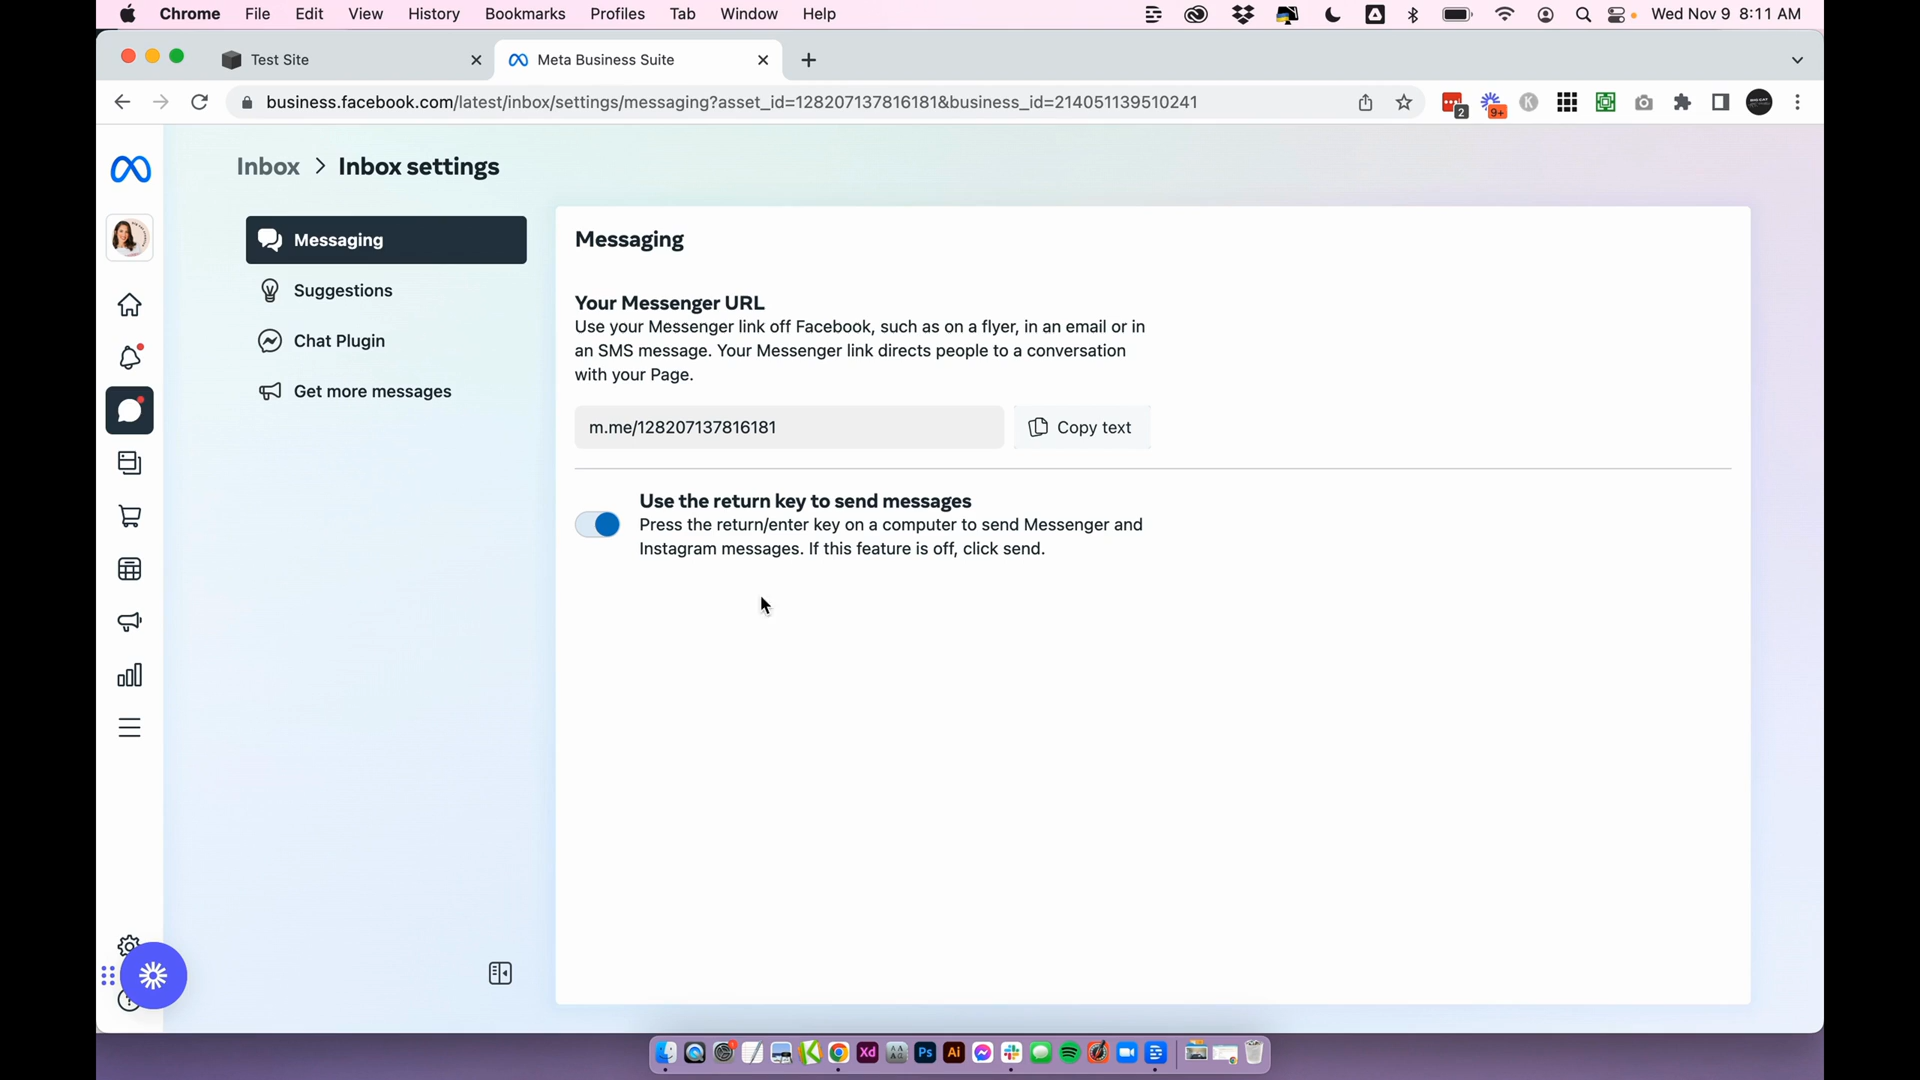 Chrome File Edit View History Bookmarks Profiles Tab Window Help Wed Nov 9 8:11 AM
Test Site Meta Business Suite
business.facebook.com/latest/inbox/settings/messaging?asset_id=128207137816181&business_id=214051139510241 2 9+ K
Inbox > Inbox settings
Messaging
Suggestions
Chat Plugin
Get more messages
Messaging
Your Messenger URL
Use your Messenger link off Facebook, such as on a flyer, in an email or in
an SMS message. Your Messenger link directs people to a conversation
with your Page.
m.me/128207137816181 Copy text
Use the return key to send messages
Press the return/enter key on a computer to send Messenger and
Instagram messages. If this feature is off, click send.
Xd Ps Ai